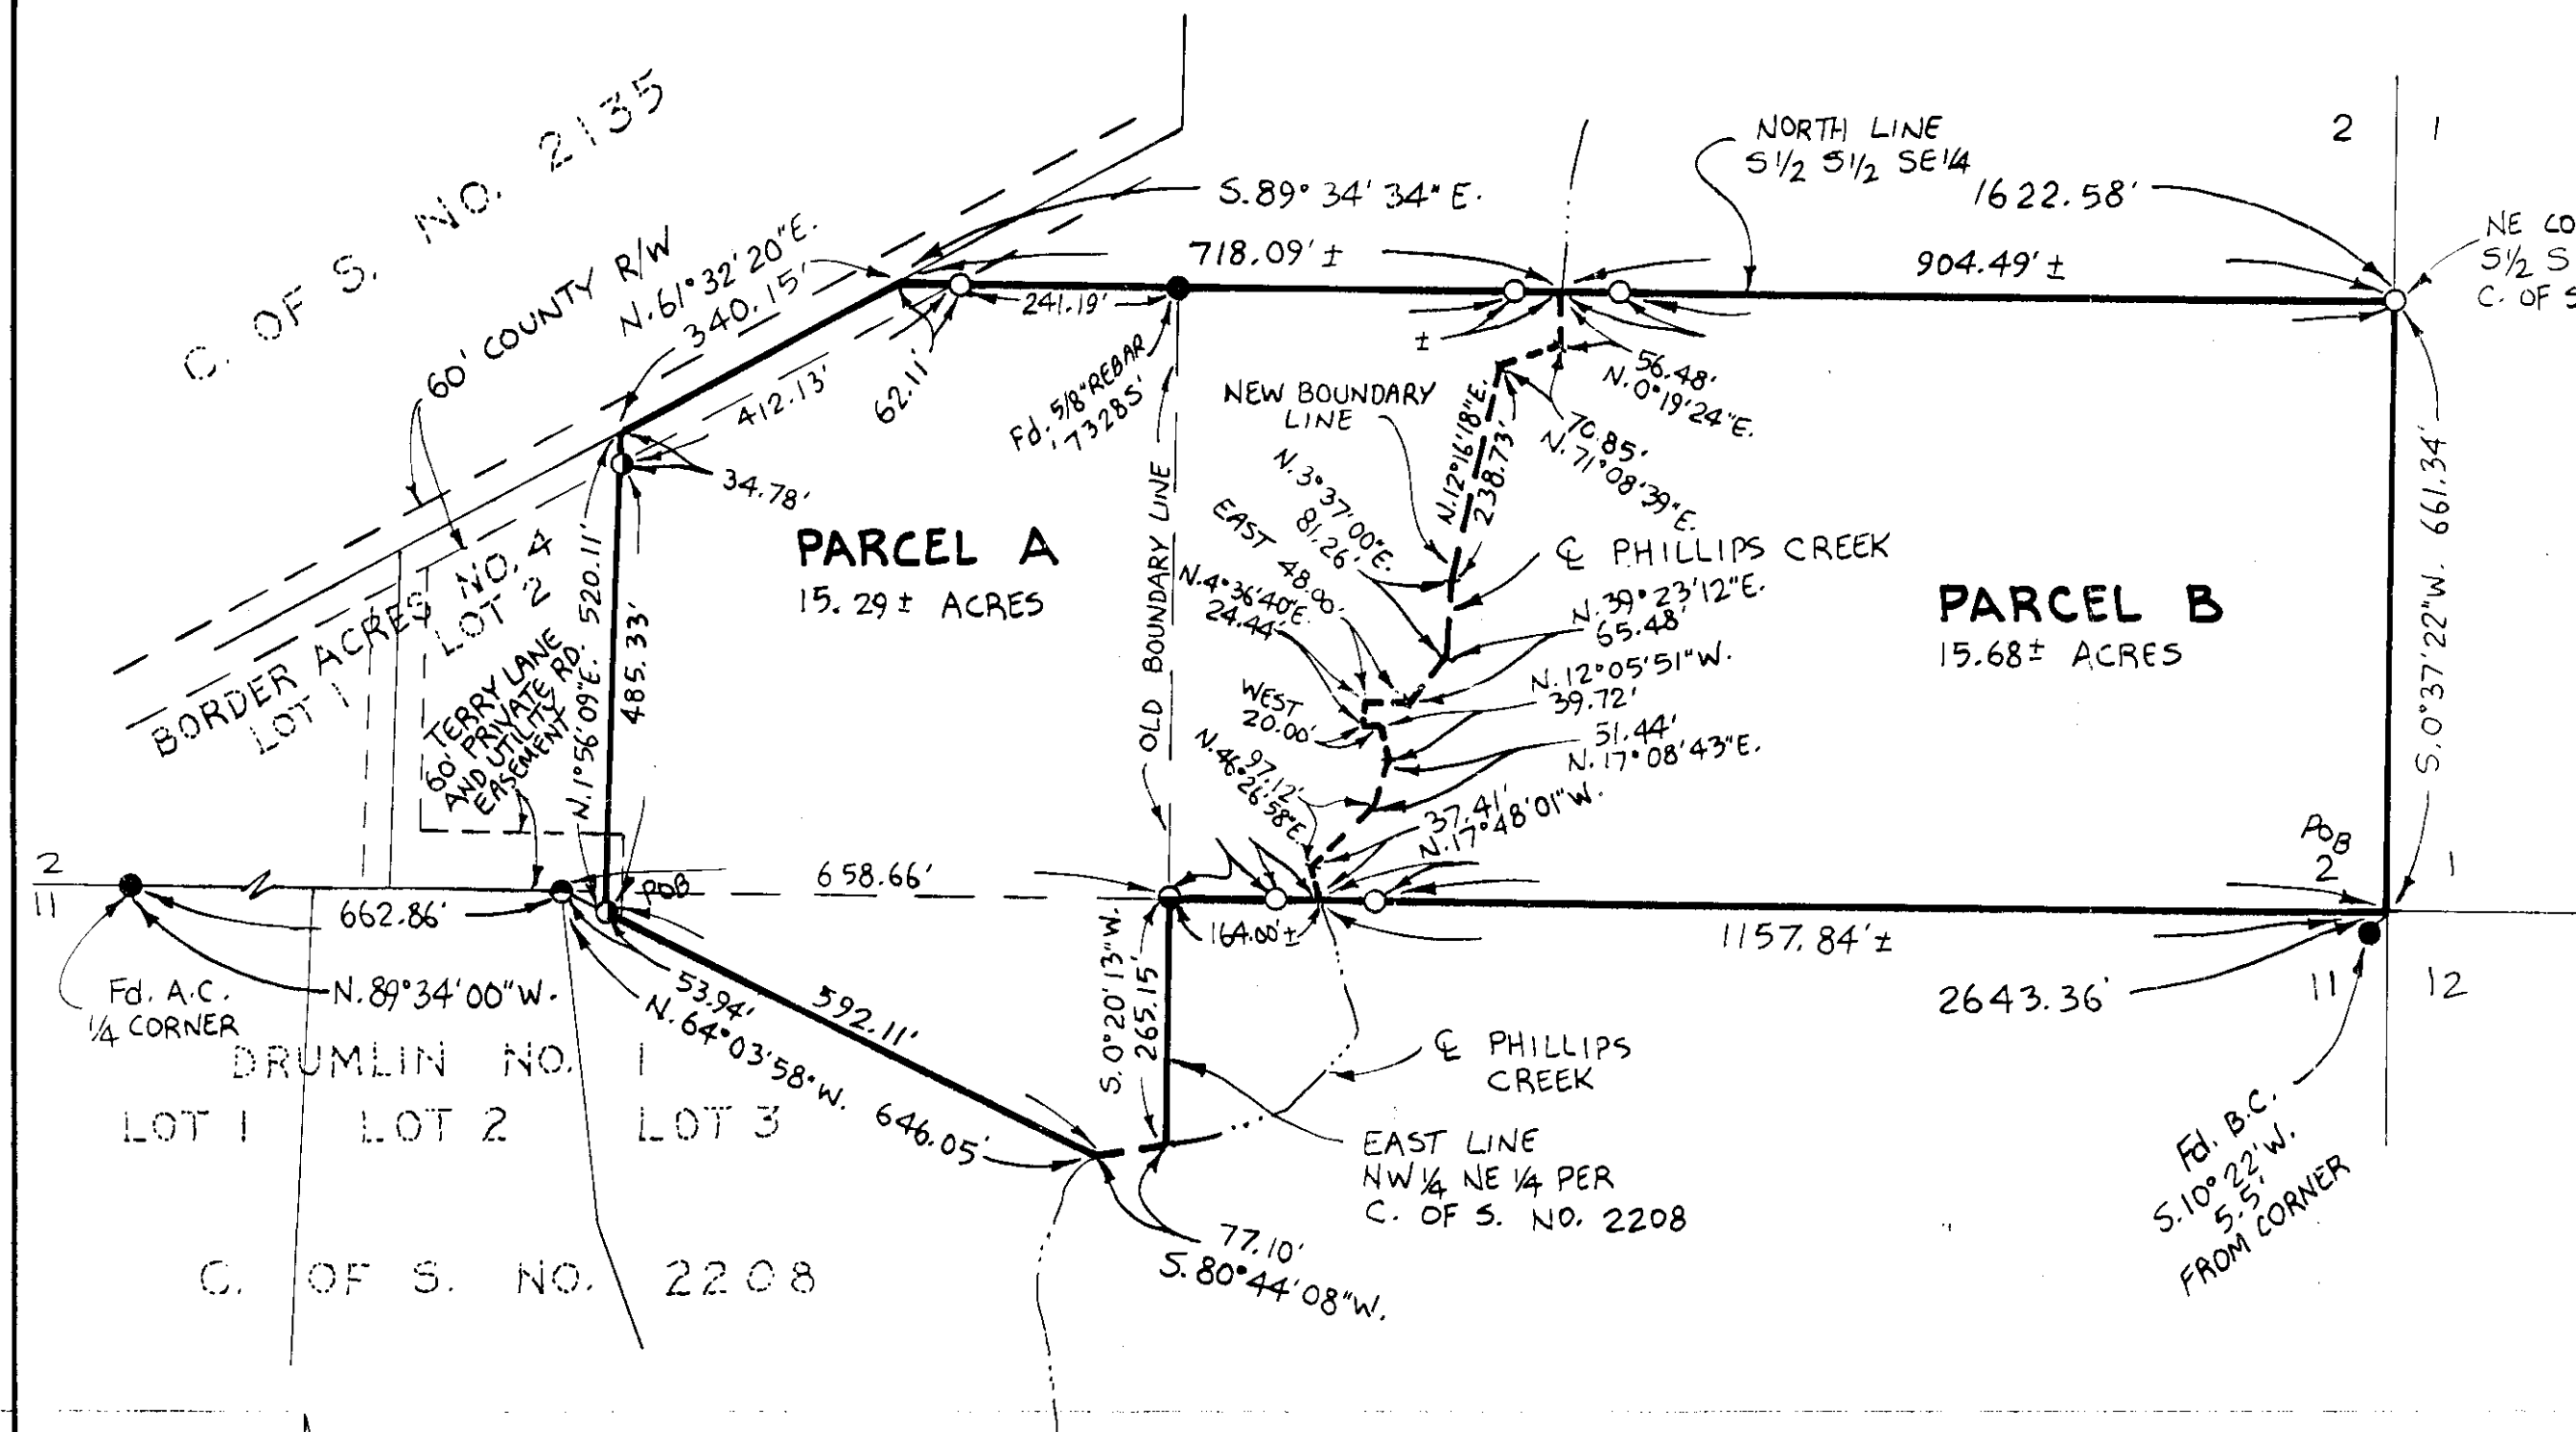 C. OF S. NO. 2135
60' COUNTY R/W
N.61°32'20"E.
340.15'
S.89°34'34"E.
718.09'±
NORTH LINE
S1/2 S1/2 SE1/4
1622.58'
904.49'±
2 1
NE CO
S1/2 S
C. OF S
241.19'
62.11'
412.13'
Fd. 5/8" REBAR
'7328S'
±
56.48'
N.0°19'24"E.
70.85'
N.71°08'39"E.
NEW BOUNDARY
LINE
N.12°16'18"E.
238.73'
34.78'
N.3°37'00"E.
81.26'
EAST 48.00'
N.4°36'40"E.
24.44'
PARCEL A
15.29± ACRES
OLD BOUNDARY LINE
℄ PHILLIPS CREEK
N.39°23'12"E.
65.48'
N.12°05'51"W.
39.72'
51.44'
N.17°08'43"E.
WEST
20.00'
97.12'
N.46°26'58"E.
37.41'
N.17°48'01"W.
PARCEL B
15.68± ACRES
S.0°37'22"W. 661.34'
BORDER ACRES NO. 4
LOT 1
LOT 2
TERRY LANE
60' PRIVATE RD.
AND UTILITY
EASEMENT
N.1°56'09"E. 520.11'
485.33'
2
11
POB
658.66'
662.86'
164.00'±
POB
2 1
1157.84'±
2643.36'
11 12
Fd. A.C.
1/4 CORNER
N.89°34'00"W.
53.94'
N.64°03'58"W. 646.05'
592.11'
S.0°20'13"W.
265.15'
DRUMLIN NO. 1
LOT 1 LOT 2 LOT 3
℄ PHILLIPS
CREEK
EAST LINE
NW 1/4 NE 1/4 PER
C. OF S. NO. 2208
77.10'
S.80°44'08"W.
Fd. B.C.
S.10°22'W.
5.5'
FROM CORNER
C. OF S. NO. 2208